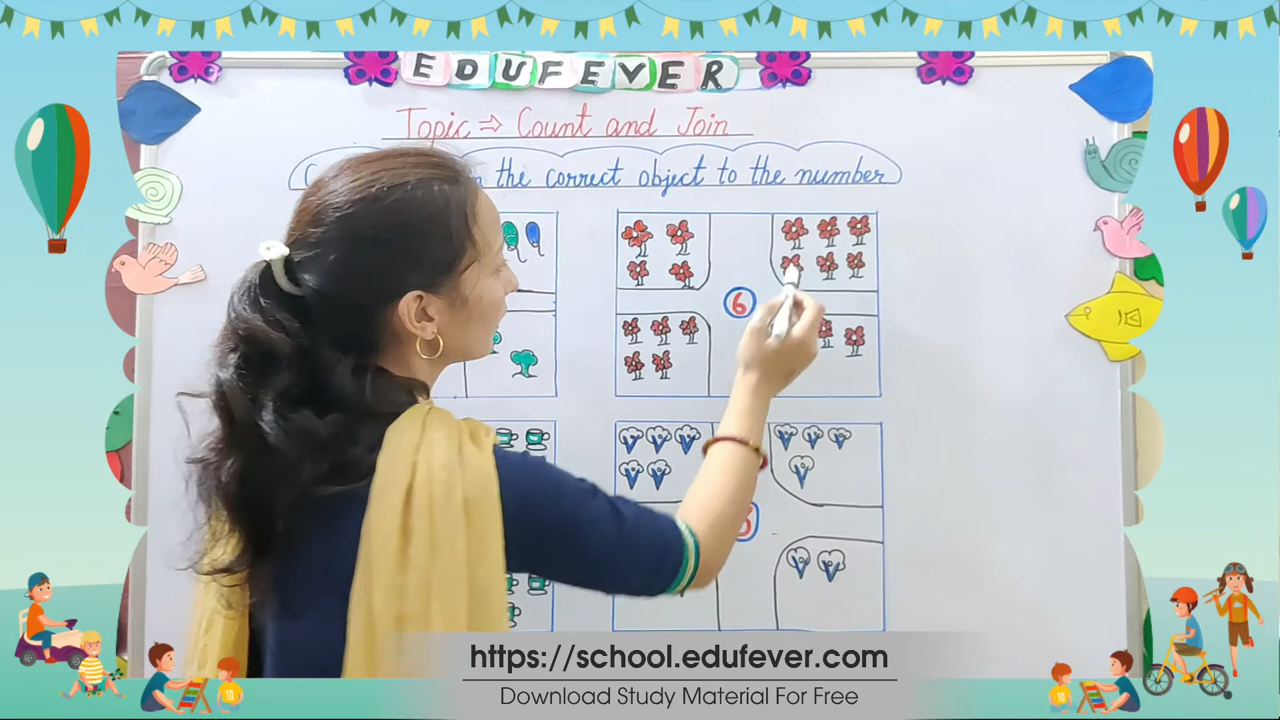 EDUFEVER
Topic ⇒ Count and Join
the correct object to the number
6
https://school.edufever.com
Download Study Material For Free